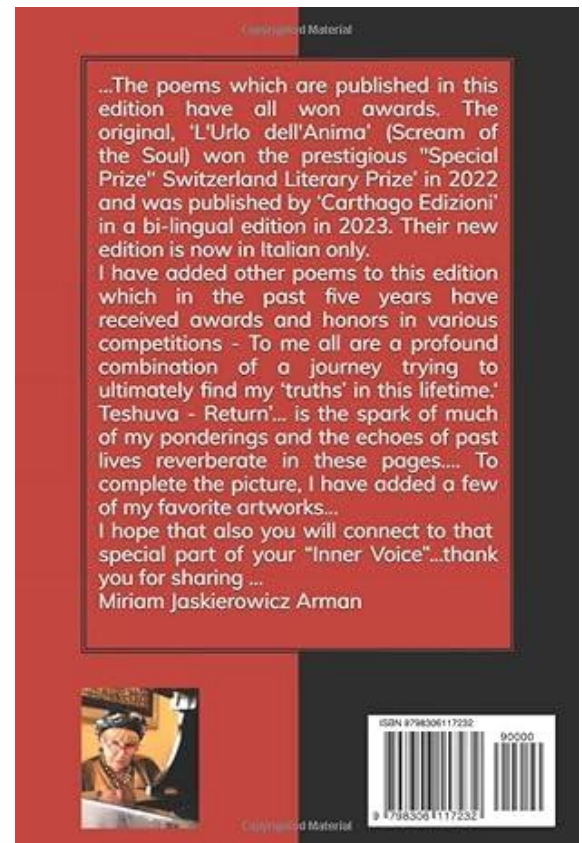 Copyrighted Material
...The poems which are published in this
edition have all won awards. The
original, ‘L'Urlo dell'Anima’ (Scream of
the Soul) won the prestigious "Special
Prize" Switzerland Literary Prize’ in 2022
and was published by ‘Carthago Edizioni’
in a bi-lingual edition in 2023. Their new
edition is now in Italian only.
I have added other poems to this edition
which in the past five years have
received awards and honors in various
competitions - To me all are a profound
combination of a journey trying to
ultimately find my ‘truths’ in this lifetime.‘
Teshuva - Return’... is the spark of much
of my ponderings and the echoes of past
lives reverberate in these pages.... To
complete the picture, I have added a few
of my favorite artworks...
I hope that also you will connect to that
special part of your “Inner Voice”...thank
you for sharing ...
Miriam Jaskierowicz Arman
ISBN 9798306117232
90000
9 798306 117232
Copyrighted Material